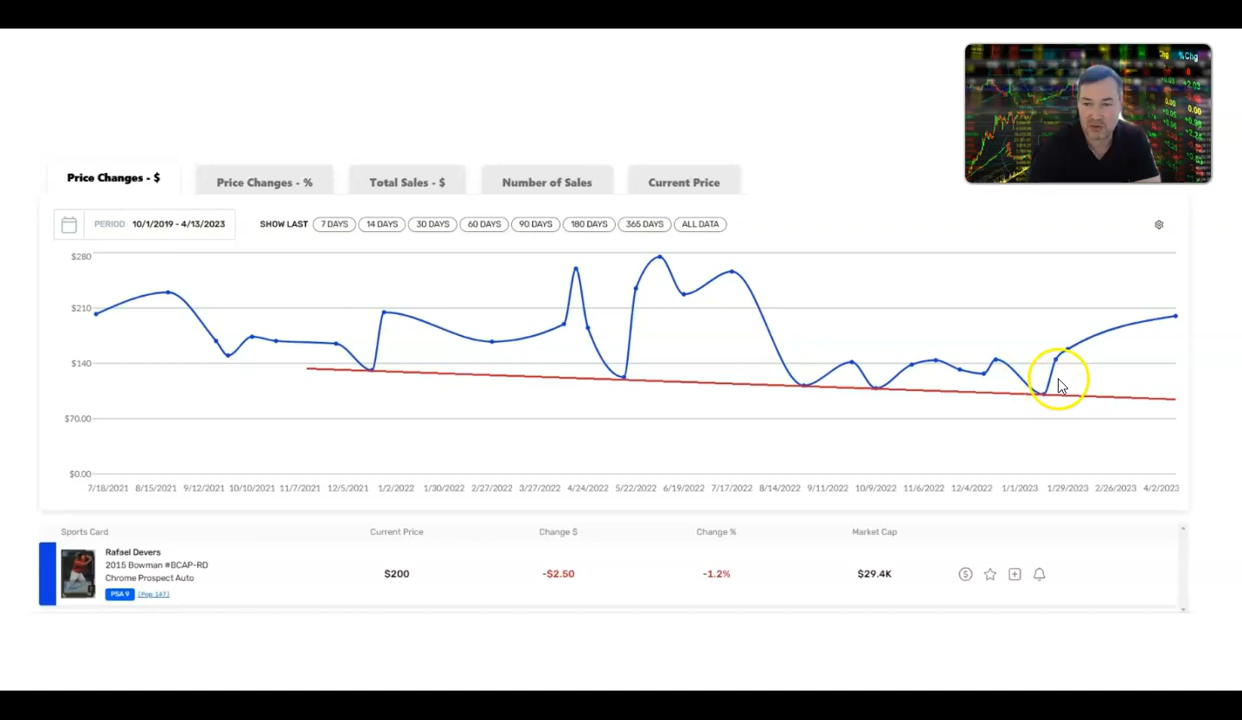 Price Changes - $ Price Changes - % Total Sales - $ Number of Sales Current Price
PERIOD 10/1/2019 - 4/13/2023 SHOW LAST 7 DAYS 14 DAYS 30 DAYS 60 DAYS 90 DAYS 180 DAYS 365 DAYS ALL DATA
$280
$210
$140
$70.00
$0.00
7/18/2021 8/15/2021 9/12/2021 10/10/2021 11/7/2021 12/5/2021 1/2/2022 1/30/2022 2/27/2022 3/27/2022 4/24/2022 5/22/2022 6/19/2022 7/17/2022 8/14/2022 9/11/2022 10/9/2022 11/6/2022 12/4/2022 1/1/2023 1/29/2023 2/26/2023 4/2/2023
Sports Card Current Price Change $ Change % Market Cap
Rafael Devers
2015 Bowman #BCAP-RD
Chrome Prospect Auto
$200 -$2.50 -1.2% $29.4K
PSA 9 (Pop 147)
Chg %Chg